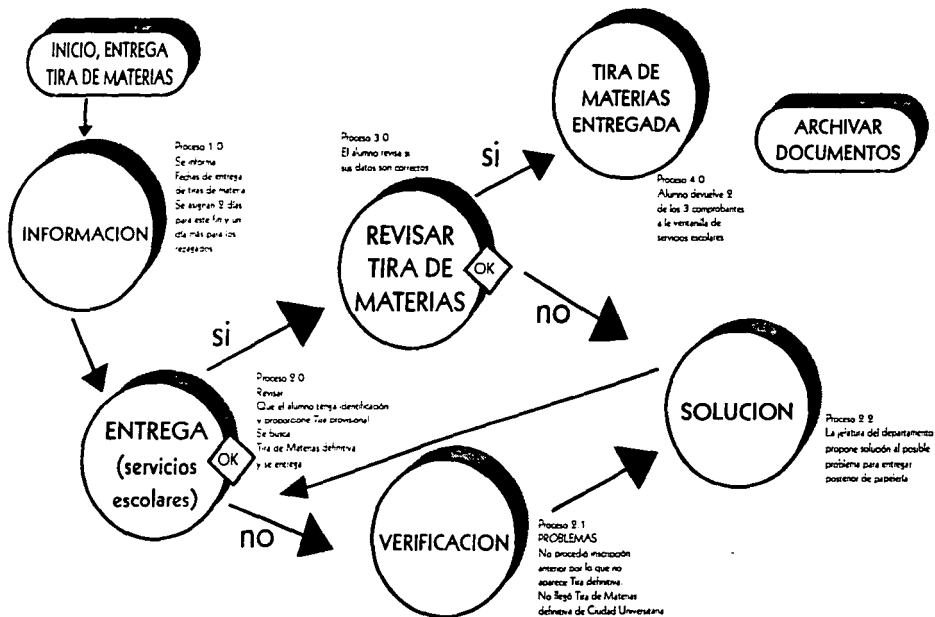 INICIO, ENTREGA
TIRA DE MATERIAS
Proceso 1.0
Se informa
Fechas de entrega
de tiras de materia
Se asignan 2 días
para este fin y un
día más para los
rezagados
INFORMACION
Proceso 3.0
El alumno revisa si
sus datos son correctos
si
TIRA DE
MATERIAS
ENTREGADA
ARCHIVAR
DOCUMENTOS
Proceso 4.0
Alumno devuelve 2
de los 3 comprobantes
a le ventanilla de
servicios escolares
REVISAR
TIRA DE
MATERIAS
OK
no
si
Proceso 2.0
Revisar
Que el alumno tenga identificación
y proporcione Tira provisional
Se busca
Tira de Materias definitiva
y se entrega
ENTREGA
(servicios
escolares)
OK
no
SOLUCION
Proceso 2.2
La jefatura del departamento
propone solución al posible
problema para entregar
posterior de papelería
VERIFICACION
Proceso 2.1
PROBLEMAS
No procedió inscripción
anterior por lo que no
aparece Tira definitiva.
No llegó Tira de Materias
definitiva de Ciudad Universitaria